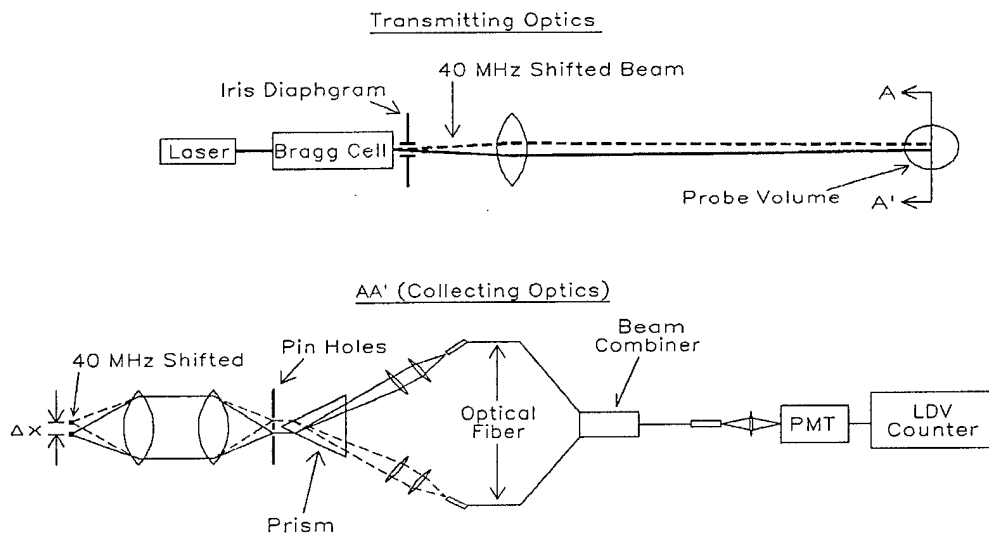 Transmitting Optics
40 MHz Shifted Beam
Iris Diaphgram
A
Laser
Bragg Cell
Probe Volume
A'
AA' (Collecting Optics)
Beam
Combiner
40 MHz Shifted
Pin Holes
Δx
Optical
Fiber
PMT
LDV
Counter
Prism